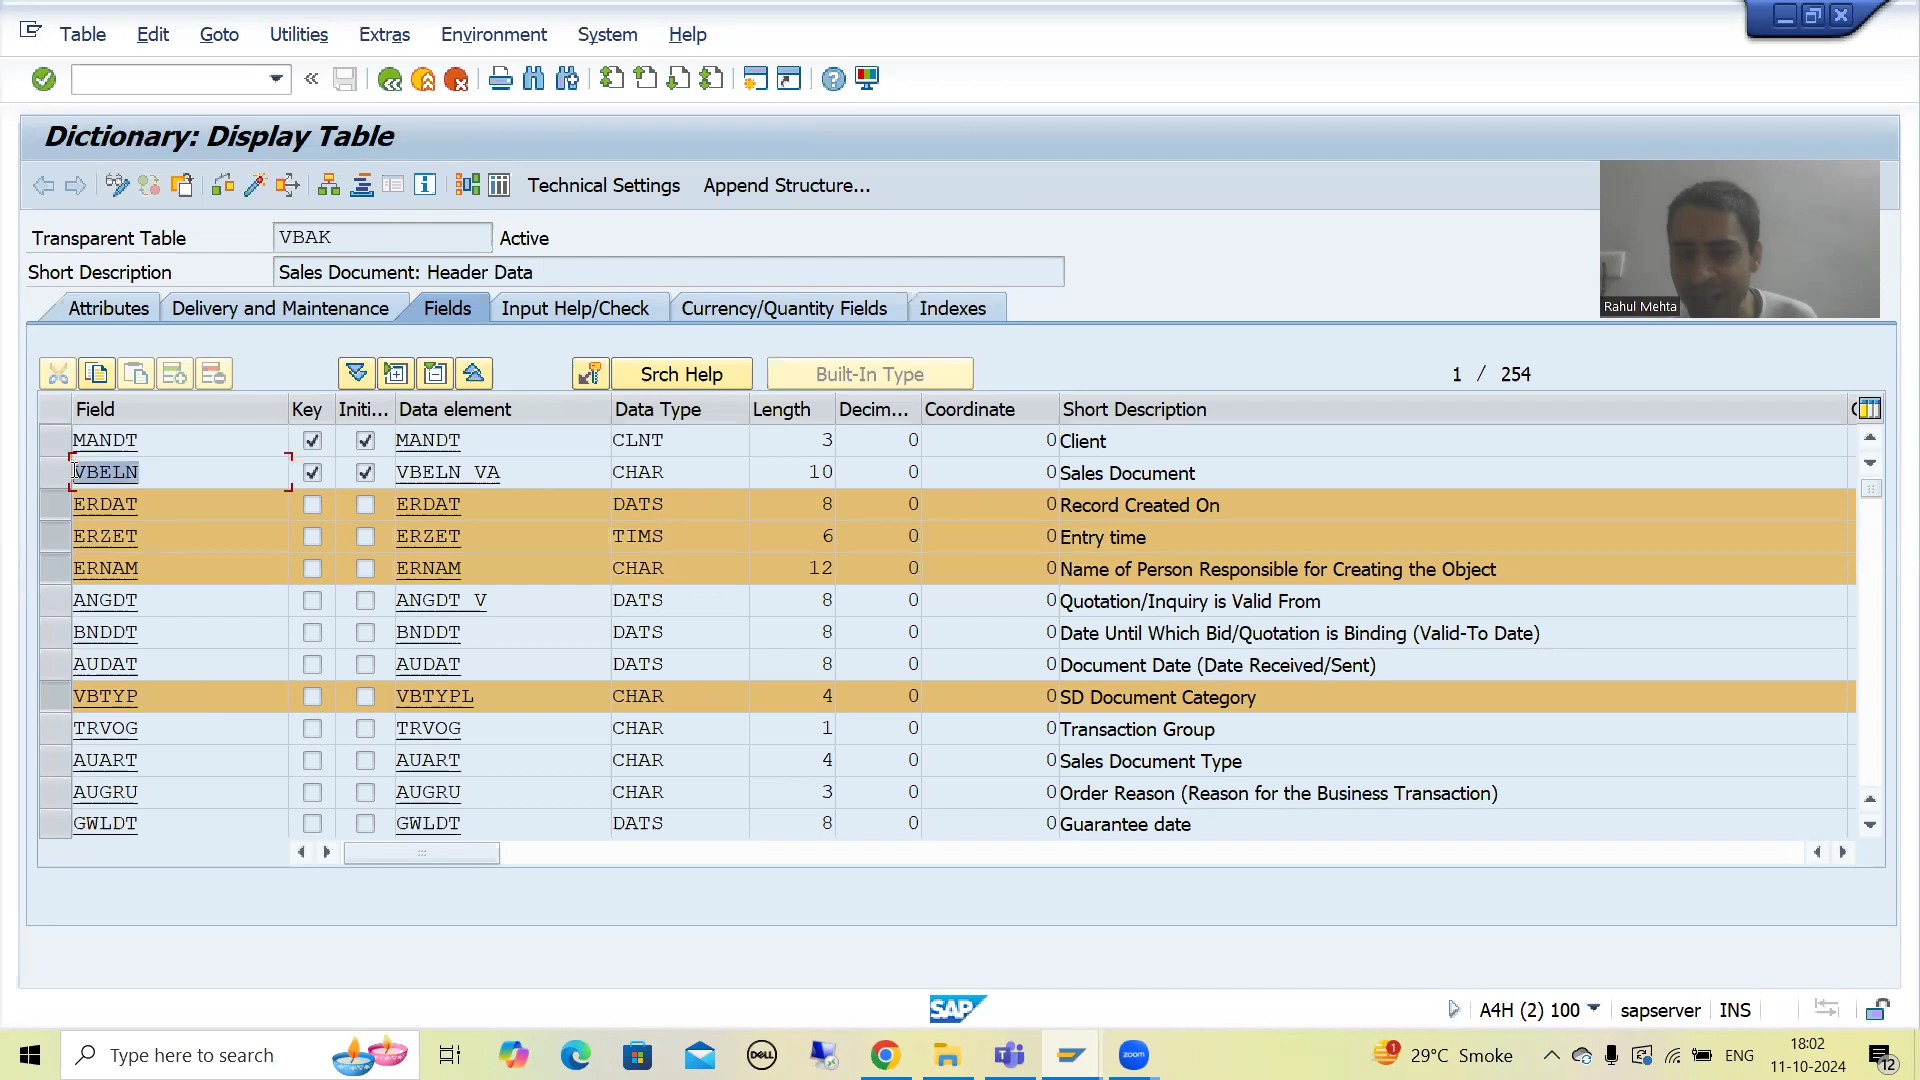 Table Edit Goto Utilities Extras Environment System Help
Dictionary: Display Table
Technical Settings Append Structure...
Transparent Table VBAK Active
Short Description Sales Document: Header Data
Attributes Delivery and Maintenance Fields Input Help/Check Currency/Quantity Fields Indexes
Rahul Mehta
Srch Help Built-In Type 1 / 254
Field Key Initi... Data element Data Type Length Decim... Coordinate Short Description
MANDT MANDT CLNT 3 0 0 Client
VBELN VBELN_VA CHAR 10 0 0 Sales Document
ERDAT ERDAT DATS 8 0 0 Record Created On
ERZET ERZET TIMS 6 0 0 Entry time
ERNAM ERNAM CHAR 12 0 0 Name of Person Responsible for Creating the Object
ANGDT ANGDT_V DATS 8 0 0 Quotation/Inquiry is Valid From
BNDDT BNDDT DATS 8 0 0 Date Until Which Bid/Quotation is Binding (Valid-To Date)
AUDAT AUDAT DATS 8 0 0 Document Date (Date Received/Sent)
VBTYP VBTYPL CHAR 4 0 0 SD Document Category
TRVOG TRVOG CHAR 1 0 0 Transaction Group
AUART AUART CHAR 4 0 0 Sales Document Type
AUGRU AUGRU CHAR 3 0 0 Order Reason (Reason for the Business Transaction)
GWLDT GWLDT DATS 8 0 0 Guarantee date
SAP
A4H (2) 100 sapserver INS
Type here to search
DELL
zoom
1
29°C Smoke
ENG
18:02
11-10-2024
12